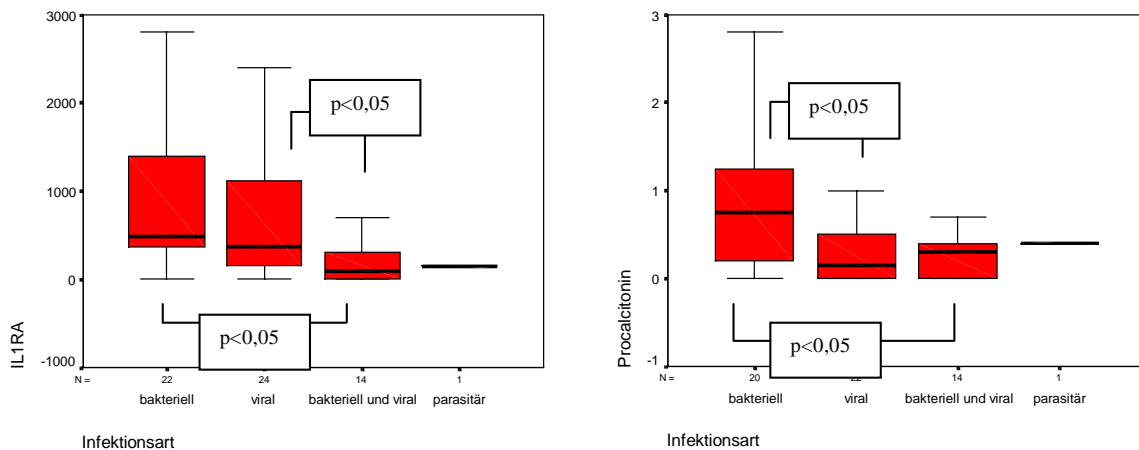 3000
2000
1000
0
-1000
IL1RA
p<0,05
p<0,05
N =
22
24
14
1
bakteriell
viral
bakteriell und viral
parasitär
Infektionsart
3
2
1
0
-1
Procalcitonin
p<0,05
p<0,05
N =
20
22
14
1
bakteriell
viral
bakteriell und viral
parasitär
Infektionsart